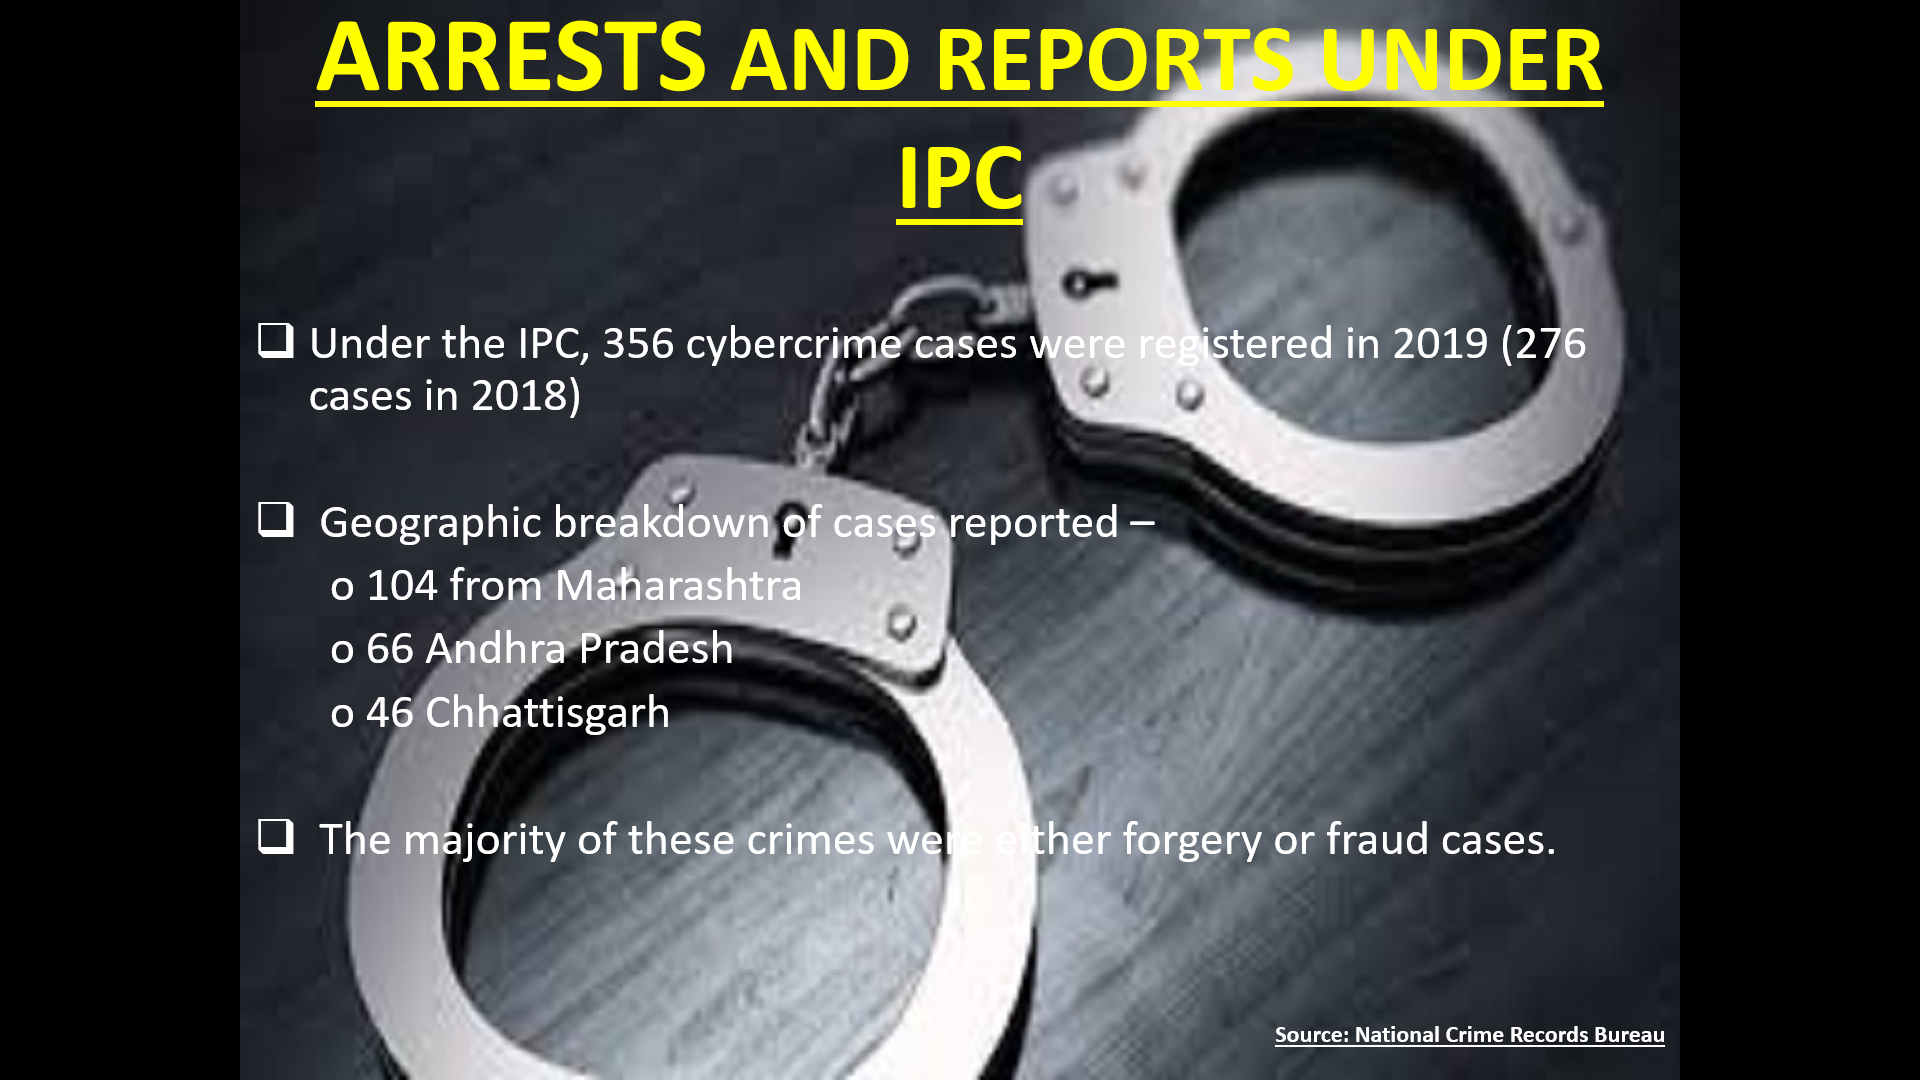 ARRESTS AND REPORTS UNDER
IPC
❑ Under the IPC, 356 cybercrime cases were registered in 2019 (276
cases in 2018)
❑ Geographic breakdown of cases reported –
o 104 from Maharashtra
o 66 Andhra Pradesh
o 46 Chhattisgarh
❑ The majority of these crimes were either forgery or fraud cases.
Source: National Crime Records Bureau